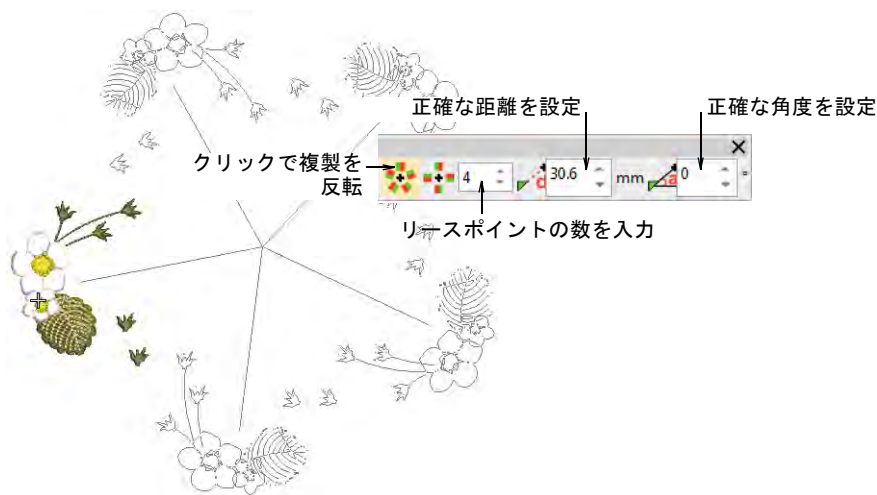 正確な距離を設定
正確な角度を設定
クリックで複製を
反転
4
30.6
mm
0
°
リースポイントの数を入力